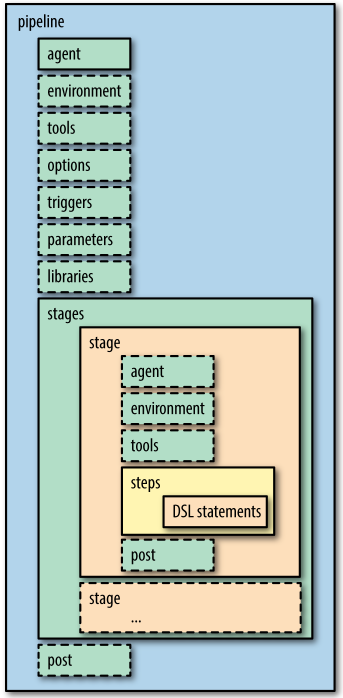 pipeline
agent
environment
tools
options
triggers
parameters
libraries
stages
stage
agent
environment
tools
steps
DSL statements
post
stage
...
post